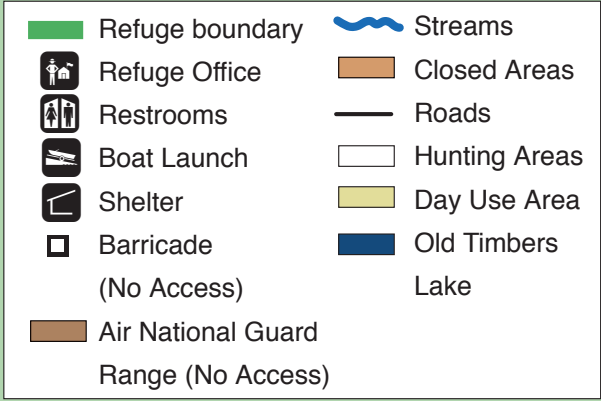 Refuge boundary
Refuge Office
Restrooms
Boat Launch
Shelter
Barricade
(No Access)
Air National Guard
Range (No Access)
Streams
Closed Areas
Roads
Hunting Areas
Day Use Area
Old Timbers
Lake